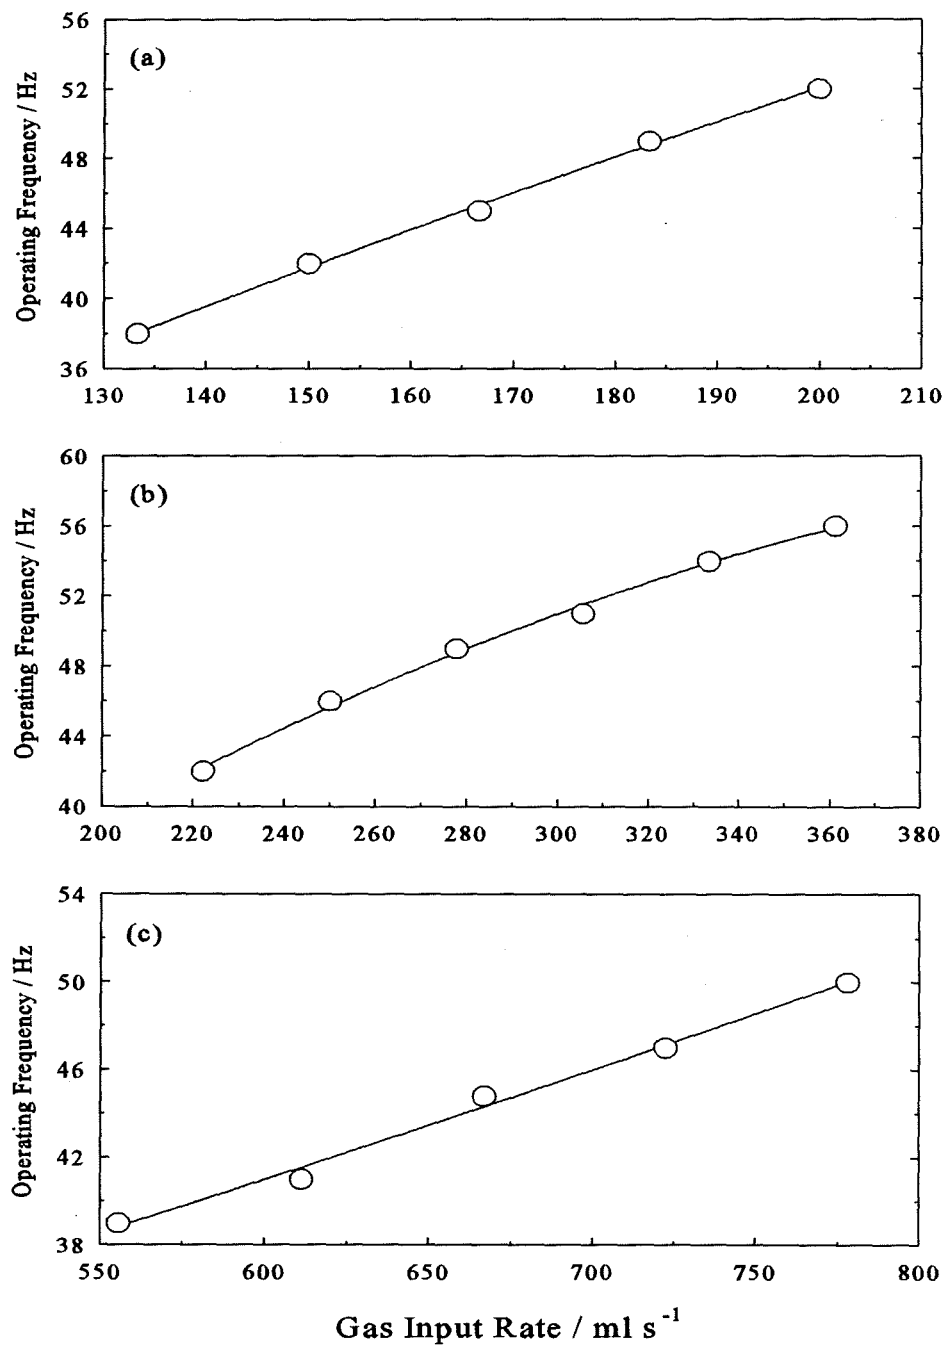 56
(a)
52
48
44
40
36
Operating Frequency / Hz
130 140 150 160 170 180 190 200 210
60
(b)
56
52
48
44
40
Operating Frequency / Hz
200 220 240 260 280 300 320 340 360 380
54
(c)
50
46
42
38
Operating Frequency / Hz
550 600 650 700 750 800
Gas Input Rate / ml s⁻¹